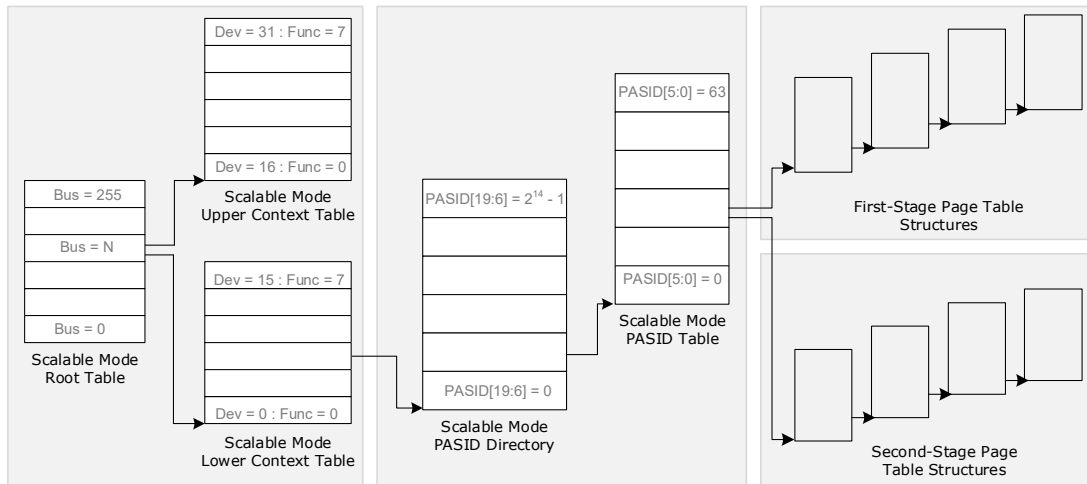 Dev = 31 : Func = 7
Dev = 16 : Func = 0
Scalable Mode
Upper Context Table
Bus = 255
Bus = N
Bus = 0
Scalable Mode
Root Table
Dev = 15 : Func = 7
Dev = 0 : Func = 0
Scalable Mode
Lower Context Table
PASID[19:6] = 2¹⁴ - 1
PASID[19:6] = 0
Scalable Mode
PASID Directory
PASID[5:0] = 63
PASID[5:0] = 0
Scalable Mode
PASID Table
First-Stage Page Table
Structures
Second-Stage Page
Table Structures